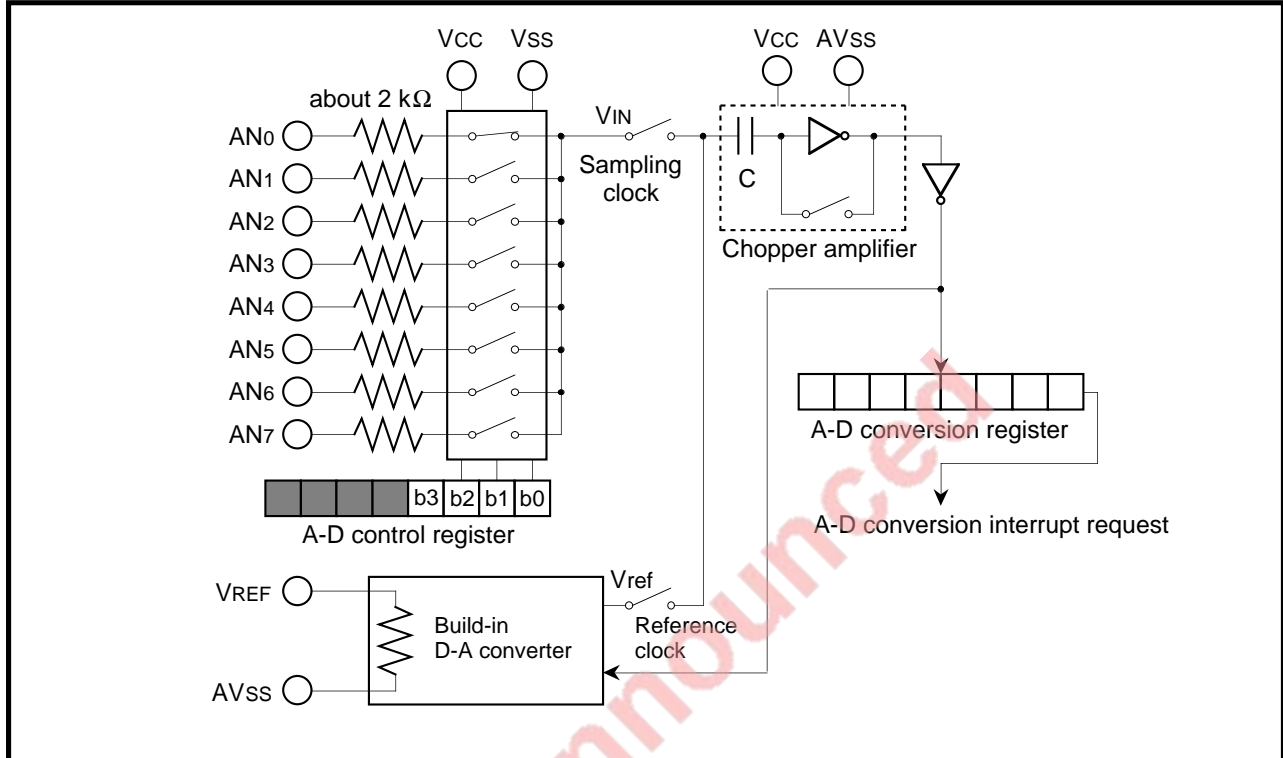 VCC VSS
VCC AVSS
about 2 kΩ
AN0
AN1
AN2
AN3
AN4
AN5
AN6
AN7
VIN
Sampling
clock
C
Chopper amplifier
b3 b2 b1 b0
A-D control register
A-D conversion register
A-D conversion interrupt request
VREF
AVSS
Build-in
D-A converter
Vref
Reference
clock
nnounced